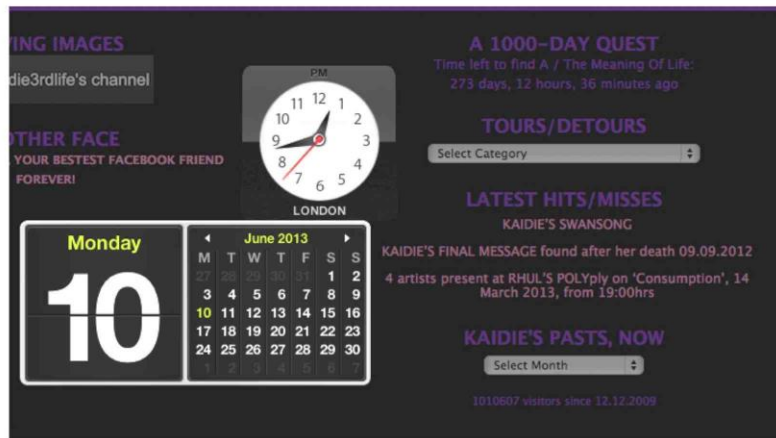 ING IMAGES
die3rdlife's channel
OTHER FACE
YOUR BESTEST FACEBOOK FRIEND
FOREVER!
PM
12
11
1
10
2
9
3
8
4
7
5
6
LONDON
Monday
10
June 2013
M T W T F S S
27 28 29 30 31 1 2
3 4 5 6 7 8 9
10 11 12 13 14 15 16
17 18 19 20 21 22 23
24 25 26 27 28 29 30
1 2 3 4 5 6 7
A 1000-DAY QUEST
Time left to find A / The Meaning Of Life:
273 days, 12 hours, 36 minutes ago
TOURS/DETOURS
Select Category
LATEST HITS/MISSES
KAIDIE'S SWANSONG
KAIDIE'S FINAL MESSAGE found after her death 09.09.2012
4 artists present at RHUL'S POLYply on 'Consumption', 14
March 2013, from 19:00hrs
KAIDIE'S PASTS, NOW
Select Month
1010607 visitors since 12.12.2009